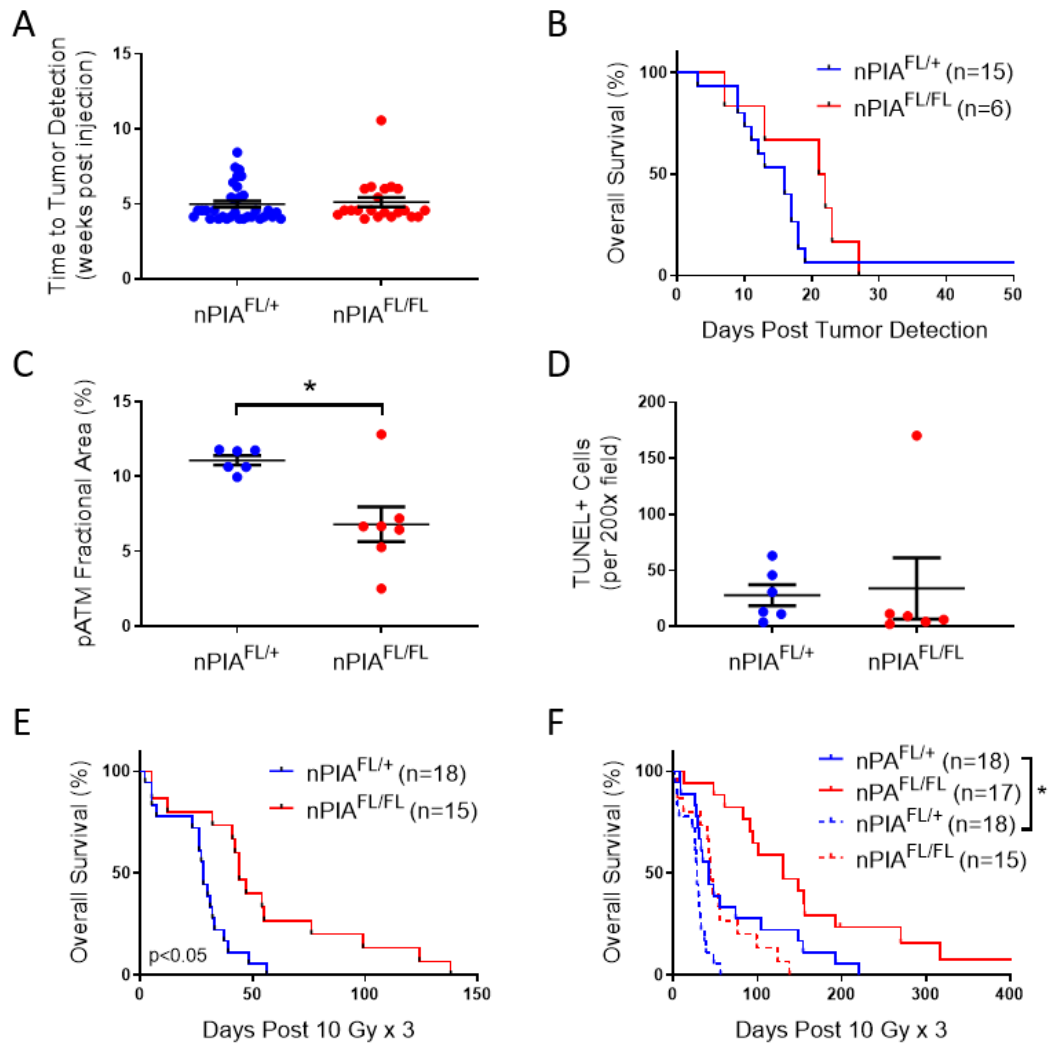 A
15
10
5
0
Time to Tumor Detection
(weeks post injection)
nPIA^FL/+
nPIA^FL/FL
B
100
50
0
Overall Survival (%)
nPIA^FL/+ (n=15)
nPIA^FL/FL (n=6)
0 10 20 30 40 50
Days Post Tumor Detection
C
15
10
5
0
pATM Fractional Area (%)
*
nPIA^FL/+
nPIA^FL/FL
D
200
150
100
50
0
TUNEL+ Cells
(per 200x field)
nPIA^FL/+
nPIA^FL/FL
E
100
50
0
Overall Survival (%)
nPIA^FL/+ (n=18)
nPIA^FL/FL (n=15)
p<0.05
0 50 100 150
Days Post 10 Gy x 3
F
100
50
0
Overall Survival (%)
nPA^FL/+ (n=18)
nPA^FL/FL (n=17)
nPIA^FL/+ (n=18)
nPIA^FL/FL (n=15)
*
0 100 200 300 400
Days Post 10 Gy x 3